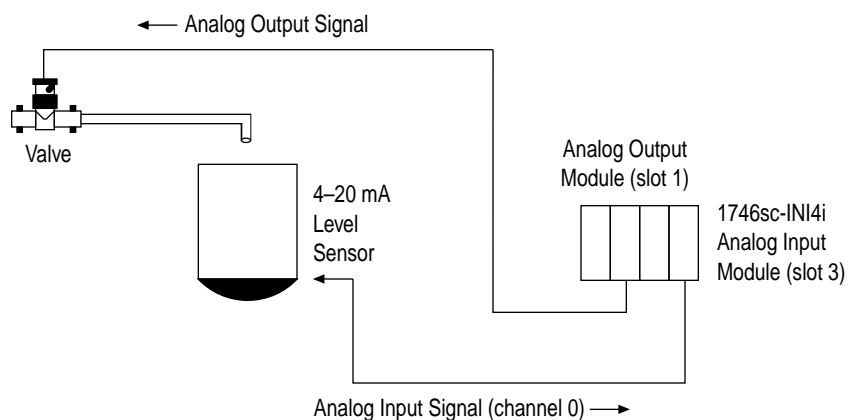 Analog Output Signal
Valve
4–20 mA
Level
Sensor
Analog Output
Module (slot 1)
1746sc-INI4i
Analog Input
Module (slot 3)
Analog Input Signal (channel 0)